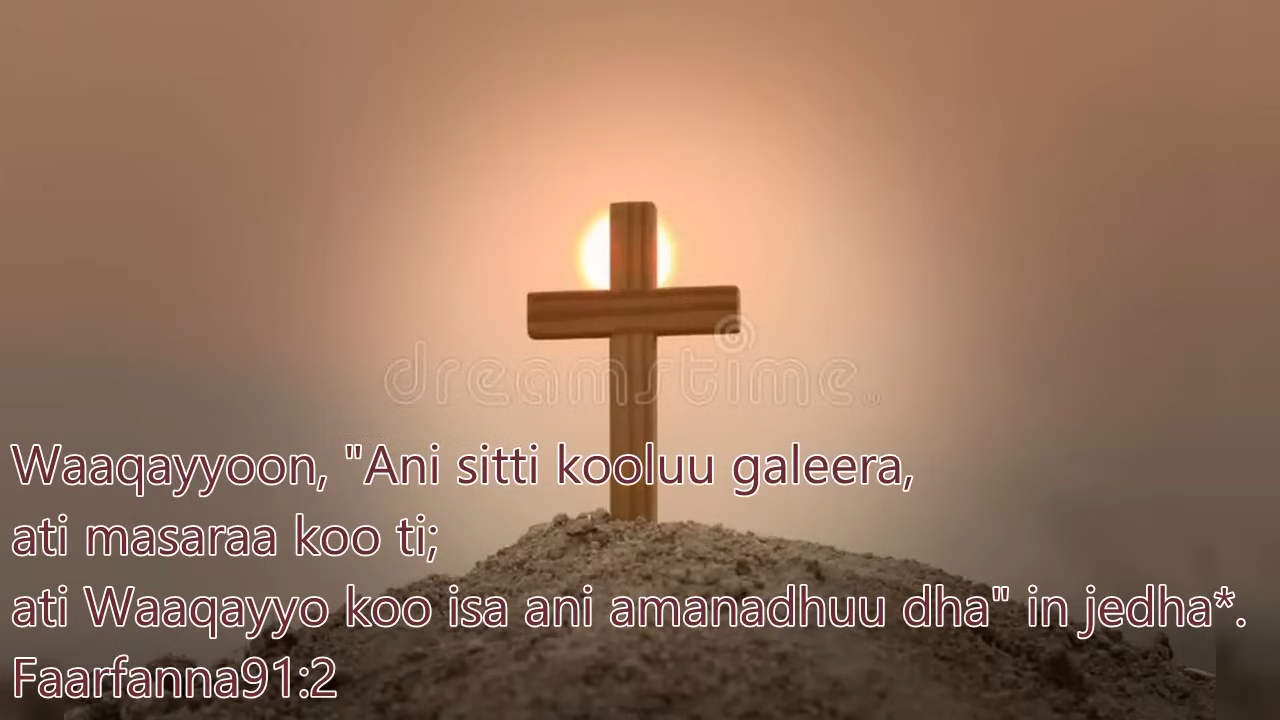 dreamstime
Waaqayyoon, "Ani sitti kooluu galeera,
ati masaraa koo ti;
ati Waaqayyo koo isa ani amanadhuu dha" in jedha*.
Faarfanna91:2